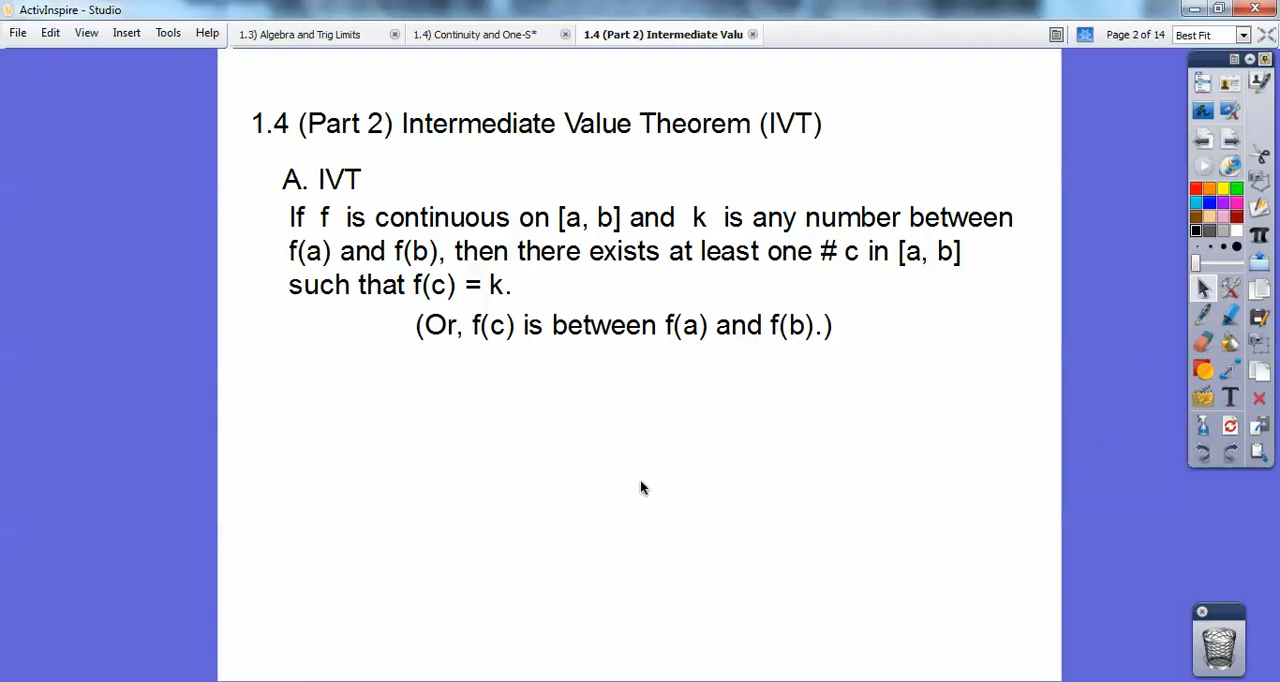 ActivInspire - Studio
File Edit View Insert Tools Help
1.3) Algebra and Trig Limits 1.4) Continuity and One-S* 1.4 (Part 2) Intermediate Valu
Page 2 of 14 Best Fit
1.4 (Part 2) Intermediate Value Theorem (IVT)
A. IVT
If f is continuous on [a, b] and k is any number between
f(a) and f(b), then there exists at least one # c in [a, b]
such that f(c) = k.
(Or, f(c) is between f(a) and f(b).)